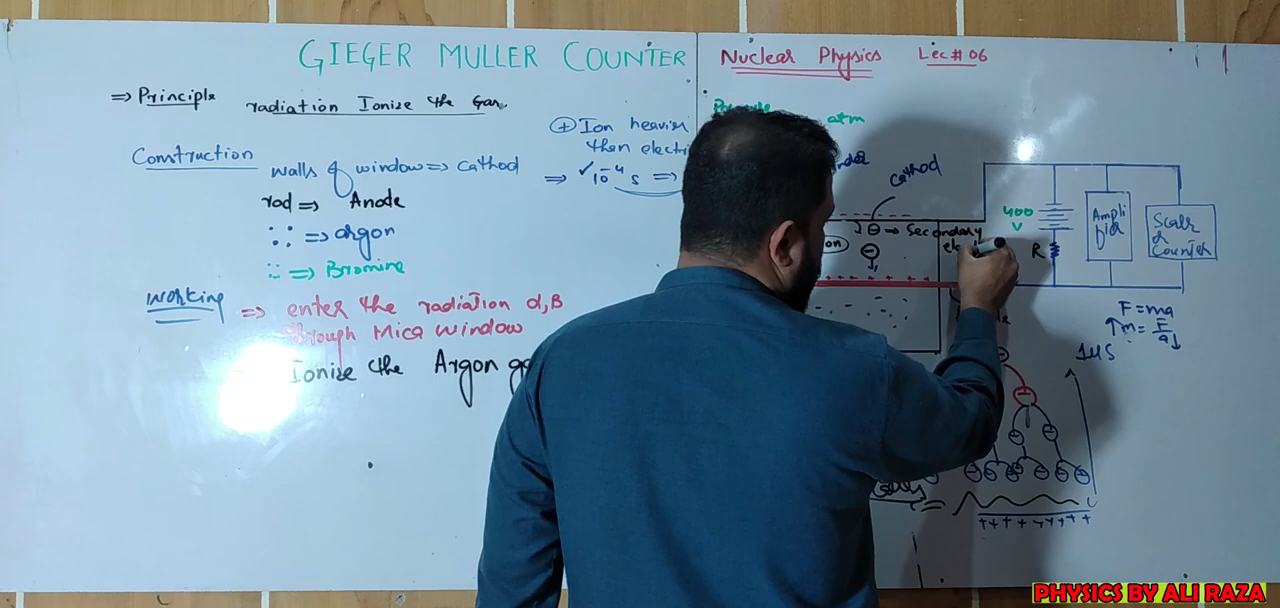 GIEGER MULLER COUNTER
Nuclear Physics Lec # 06
=> Principle radiation Ionize the Gas.
Construction walls of window => Cathod
rod => Anode
:: => argon
:: => Bromine
Working => enter the radiation α, β
through Mica window
Ionize the Argon
+ Ion heavier
then
=> ✓10⁻⁴ s =>
atm
Cathod
⊖ => Secondary
400
V
R
Ampli
fier
Scalr
&
Counter
F = ma
↑m = F/a↓
1μs
+ + + + + + + + +
PHYSICS BY ALI RAZA